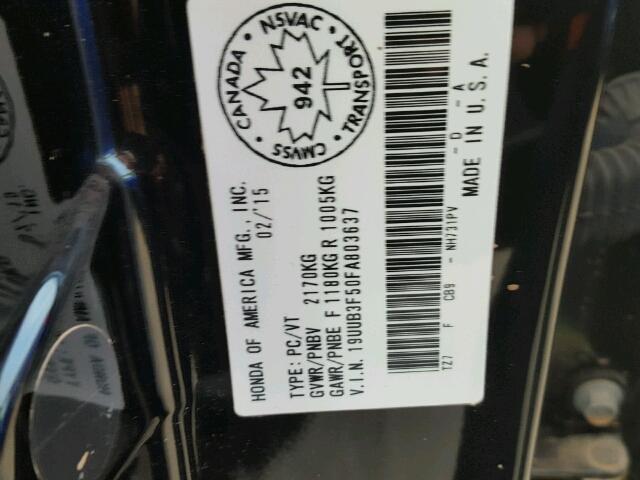 CANADA • NSVAC
942
CMVSS • TRANSPORT
HONDA OF AMERICA MFG., INC.
02/'15
TYPE: PC/VT
GVWR/PNBV 2170KG
GAWR/PNBE F 1180KG R 1005KG
V.I.N. 19UUB3F50FA803637
TZ7 F CB9 - NH731PV - D - A
MADE IN U.S.A.